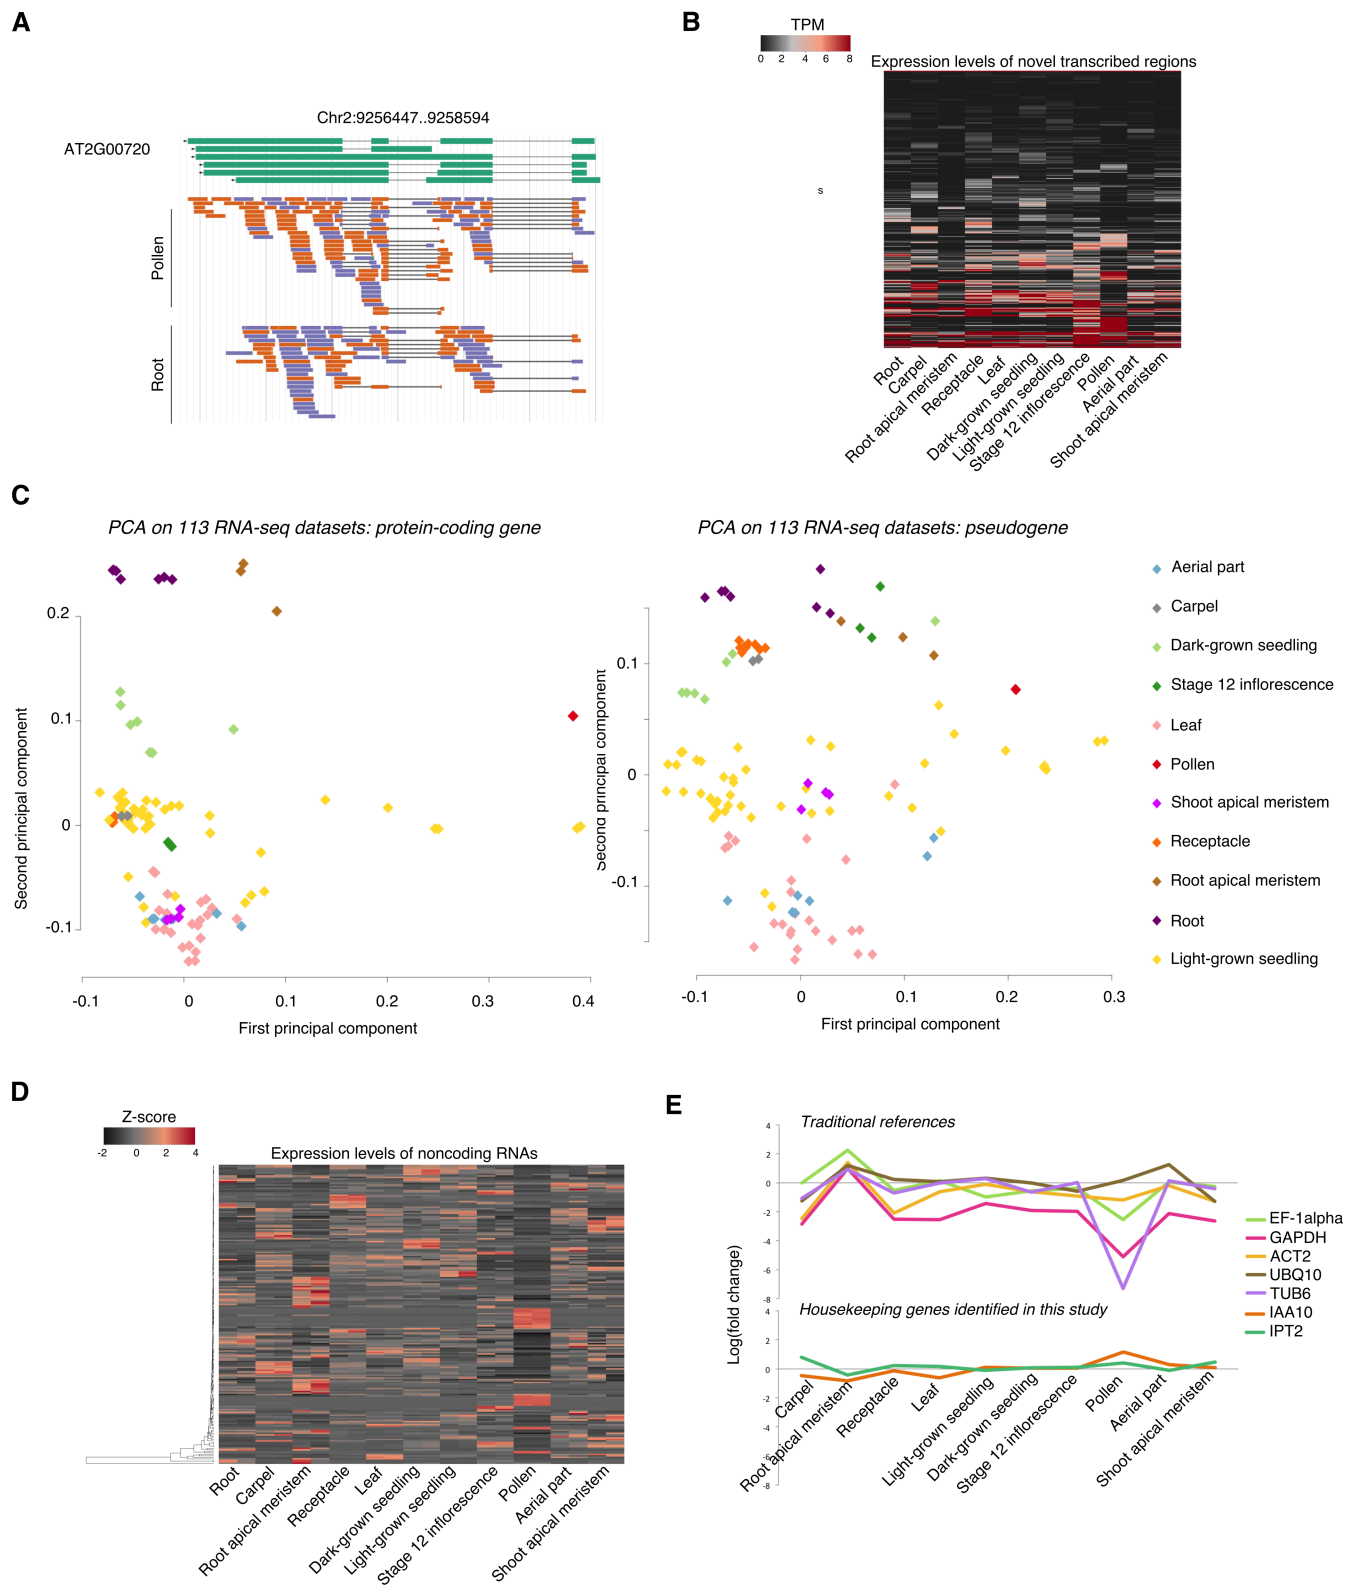 A
Chr2:9256447..9258594
AT2G00720
Pollen
Root
B
TPM
0 2 4 6 8
Expression levels of novel transcribed regions
s
Root
Carpel
Root apical meristem
Receptacle
Leaf
Dark-grown seedling
Light-grown seedling
Stage 12 inflorescence
Pollen
Aerial part
Shoot apical meristem
C
PCA on 113 RNA-seq datasets: protein-coding gene
Second principal component
0.2
0.1
0
-0.1
-0.1 0 0.1 0.2 0.3 0.4
First principal component
PCA on 113 RNA-seq datasets: pseudogene
Second principal component
0.1
0
-0.1
-0.1 0 0.1 0.2 0.3
First principal component
Aerial part
Carpel
Dark-grown seedling
Stage 12 inflorescence
Leaf
Pollen
Shoot apical meristem
Receptacle
Root apical meristem
Root
Light-grown seedling
D
Z-score
-2 0 2 4
Expression levels of noncoding RNAs
Root
Carpel
Root apical meristem
Receptacle
Leaf
Dark-grown seedling
Light-grown seedling
Stage 12 inflorescence
Pollen
Aerial part
Shoot apical meristem
E
Traditional references
Log(fold change)
4
2
0
-2
-4
-6
-8
Housekeeping genes identified in this study
4
2
0
-2
-4
-6
-8
Carpel
Root apical meristem
Receptacle
Leaf
Light-grown seedling
Dark-grown seedling
Stage 12 inflorescence
Pollen
Aerial part
Shoot apical meristem
EF-1alpha
GAPDH
ACT2
UBQ10
TUB6
IAA10
IPT2